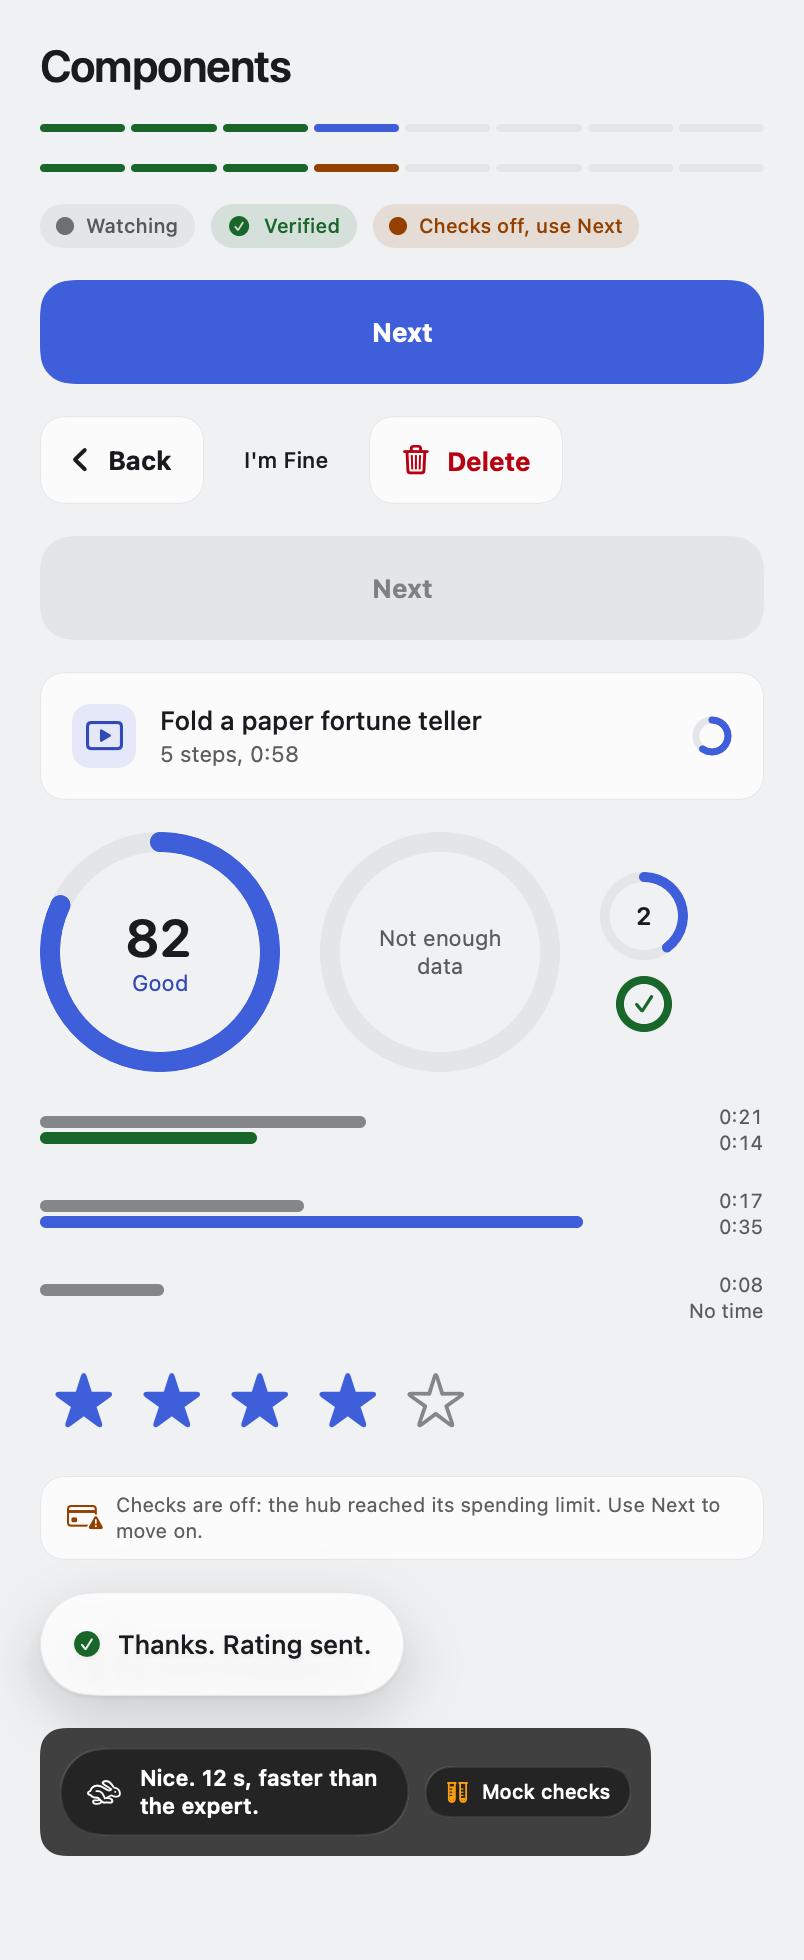 Components
Watching
Verified
Checks off, use Next
Next
Back
I'm Fine
Delete
Next
Fold a paper fortune teller
5 steps, 0:58
82
Good
Not enough
data
2
0:21
0:14
0:17
0:35
0:08
No time
Checks are off: the hub reached its spending limit. Use Next to
move on.
Thanks. Rating sent.
Nice. 12 s, faster than
the expert.
Mock checks